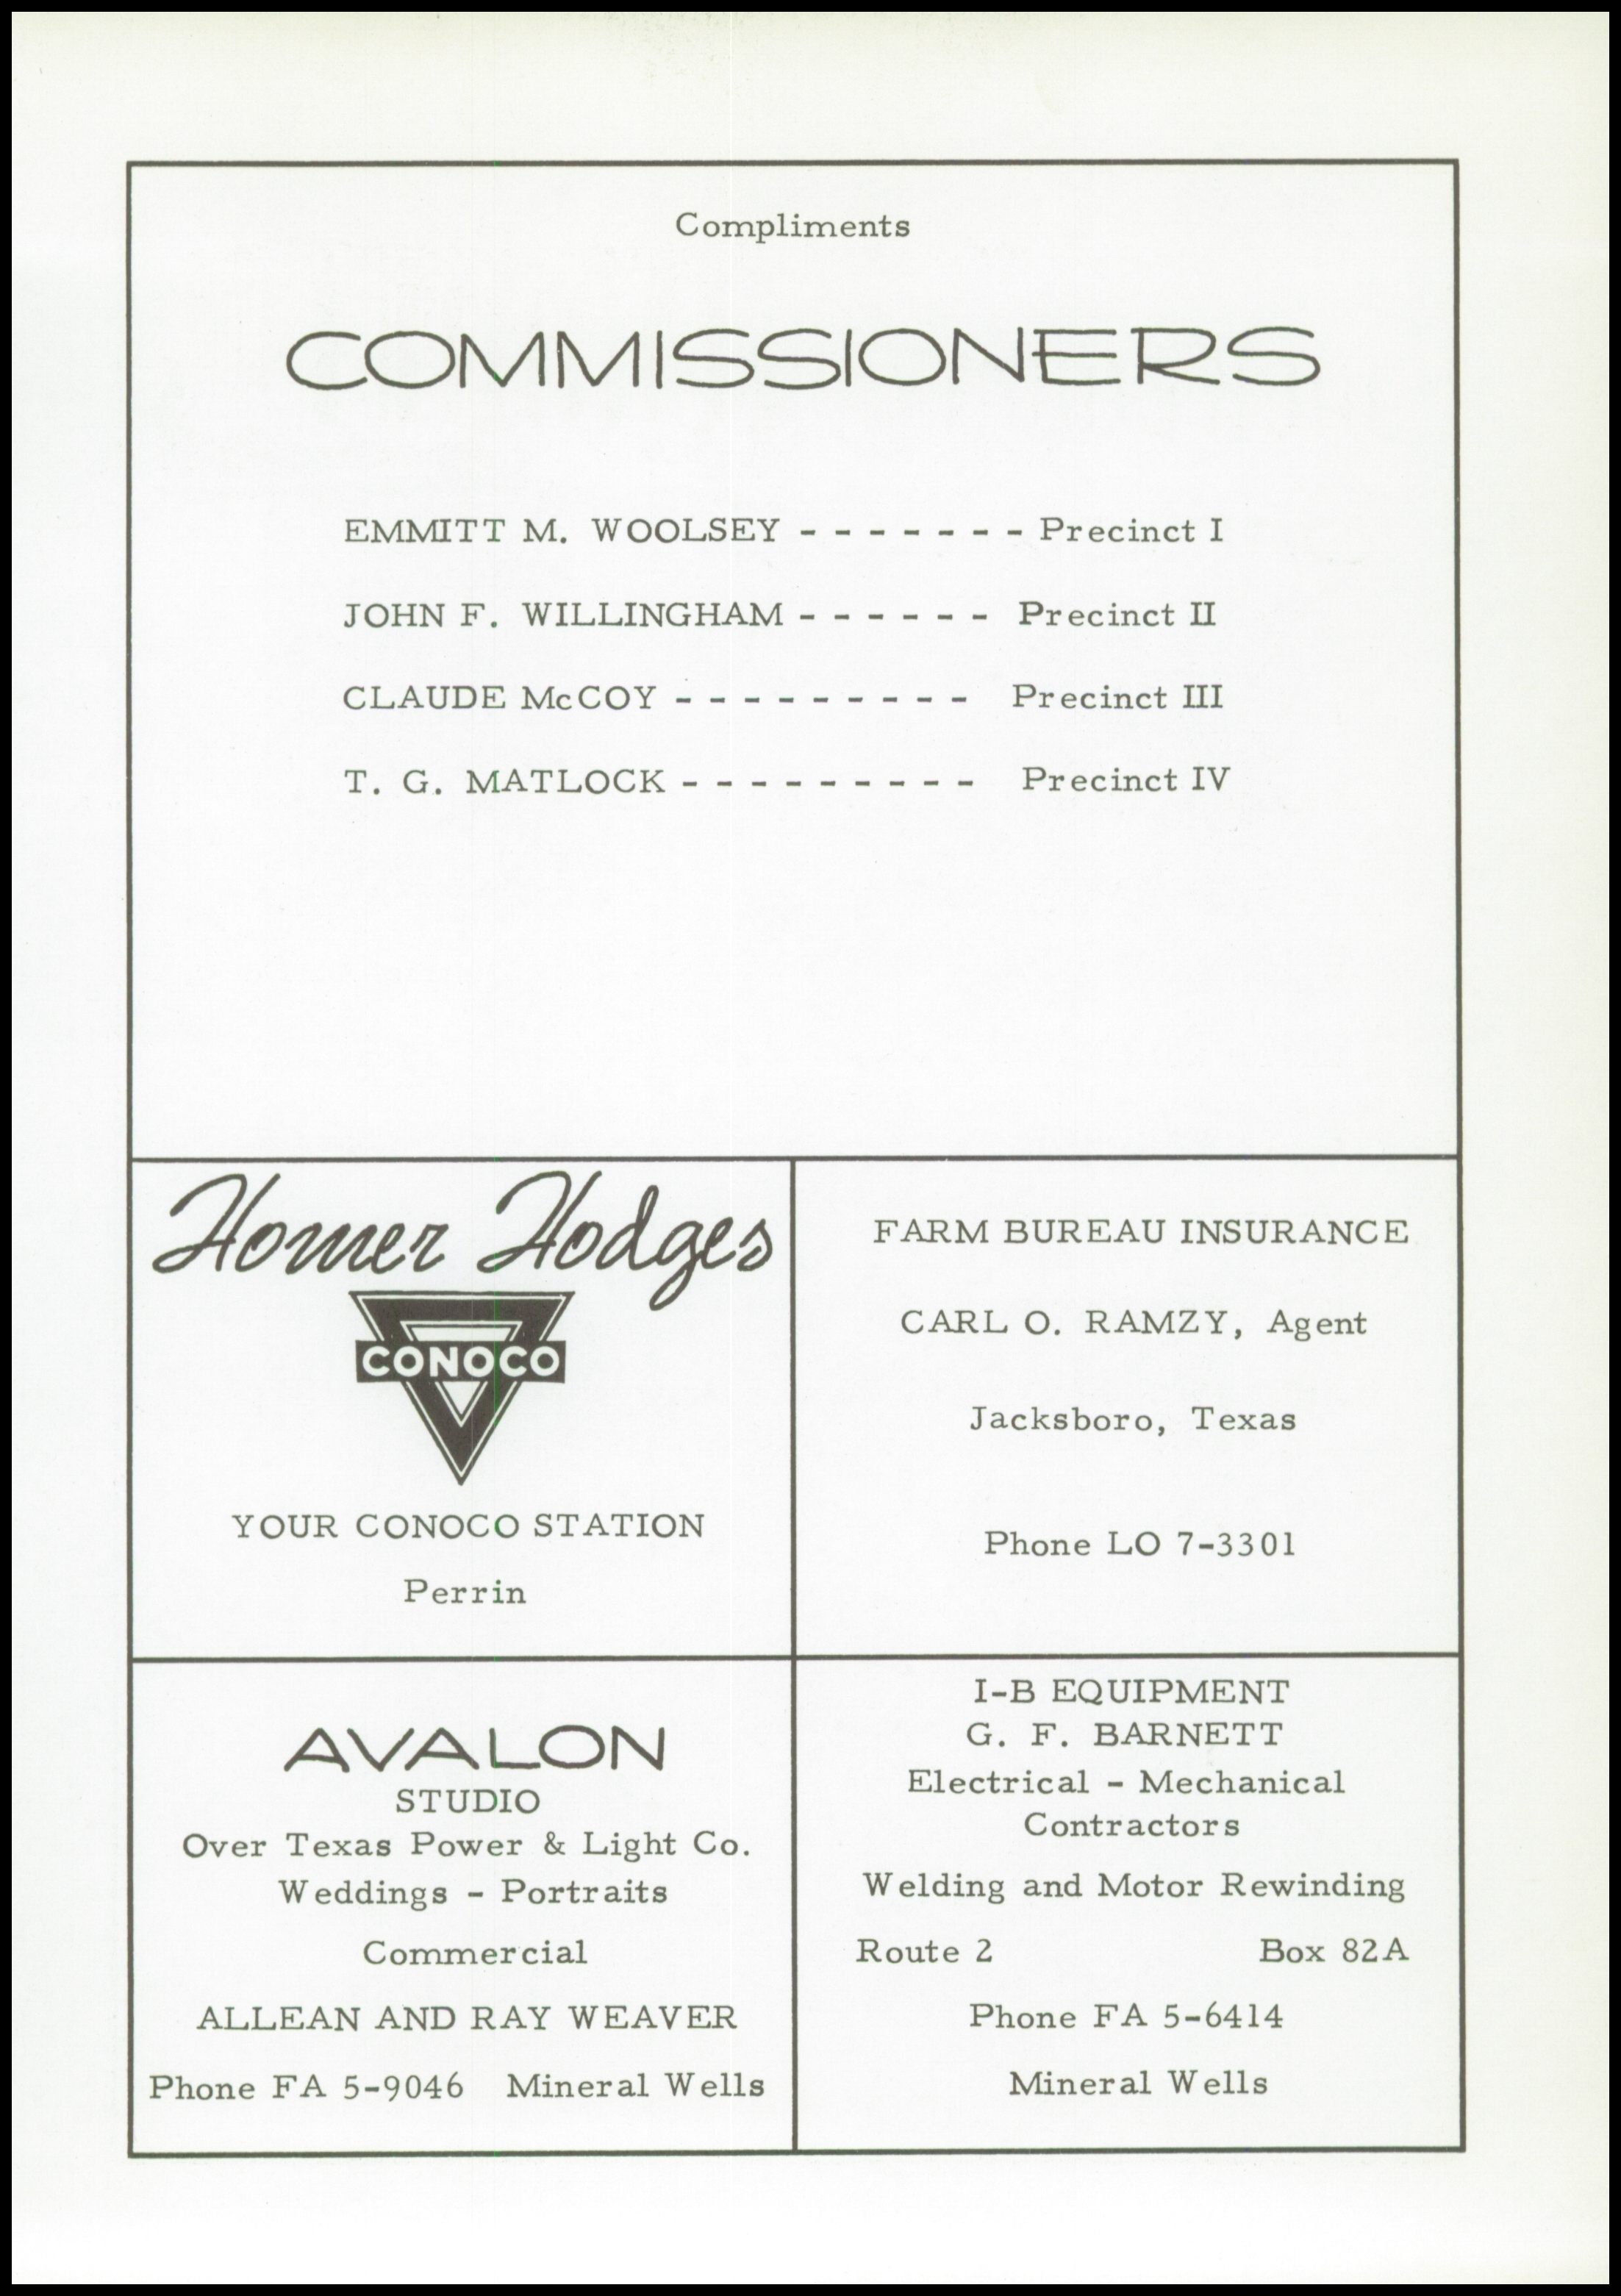 Compliments
COMMISSIONERS
EMMITT M. WOOLSEY - - - - - - - Precinct I
JOHN F. WILLINGHAM - - - - - - Precinct II
CLAUDE McCOY - - - - - - - - - Precinct III
T. G. MATLOCK - - - - - - - - - Precinct IV
Homer Hodges
CONOCO
YOUR CONOCO STATION
Perrin
FARM BUREAU INSURANCE
CARL O. RAMZY, Agent
Jacksboro, Texas
Phone LO 7-3301
AVALON
STUDIO
Over Texas Power & Light Co.
Weddings - Portraits
Commercial
ALLEAN AND RAY WEAVER
Phone FA 5-9046 Mineral Wells
I-B EQUIPMENT
G. F. BARNETT
Electrical - Mechanical
Contractors
Welding and Motor Rewinding
Route 2 Box 82A
Phone FA 5-6414
Mineral Wells